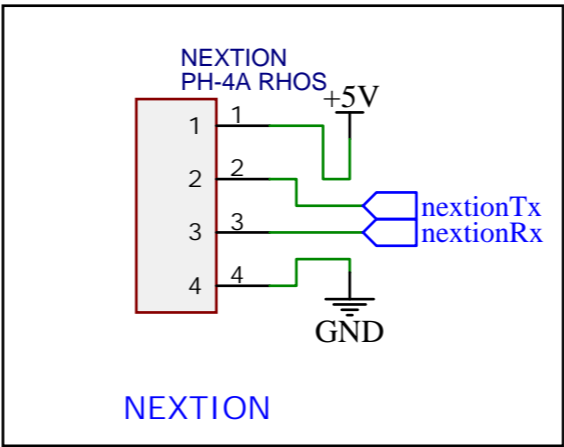 NEXTION
PH-4A RHOS
+5V
1 1
2 2
nextionTx
3 3
nextionRx
4 4
GND
NEXTION